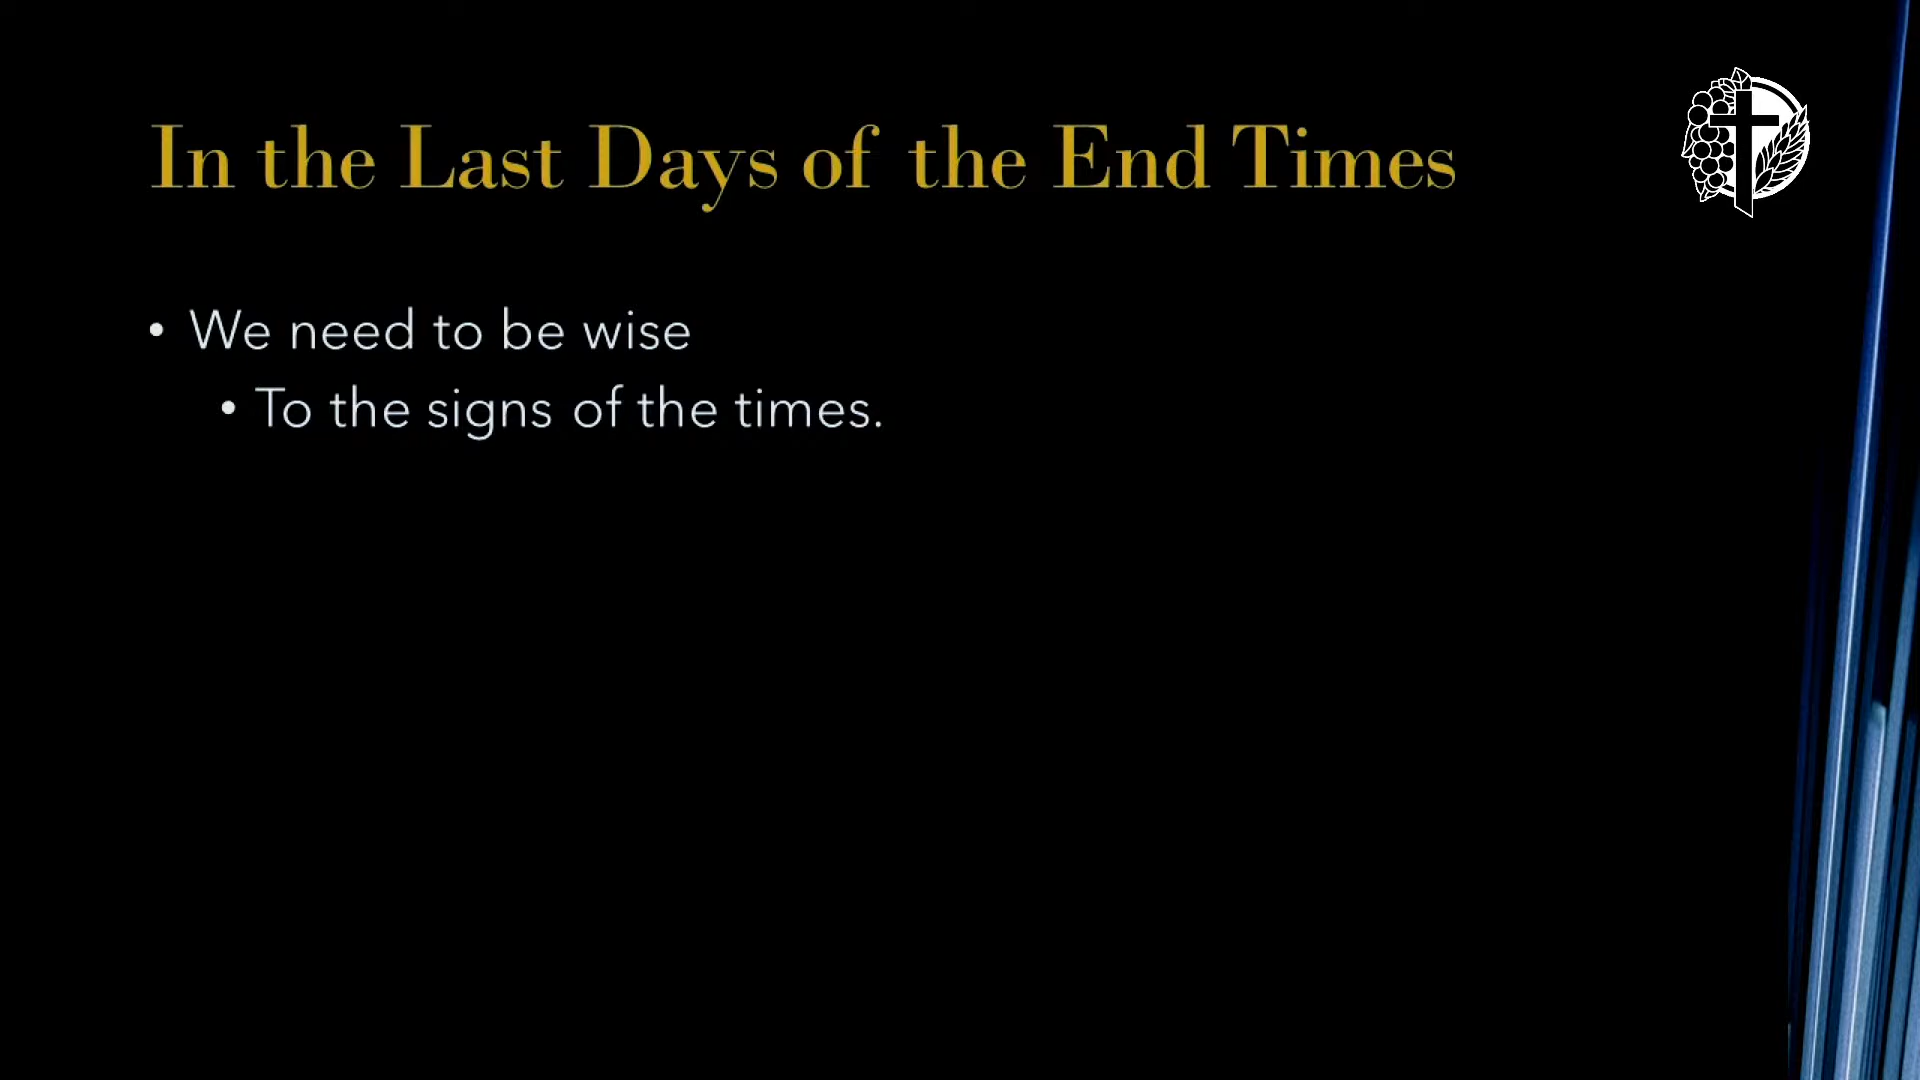 In the Last Days of the End Times
• We need to be wise
• To the signs of the times.